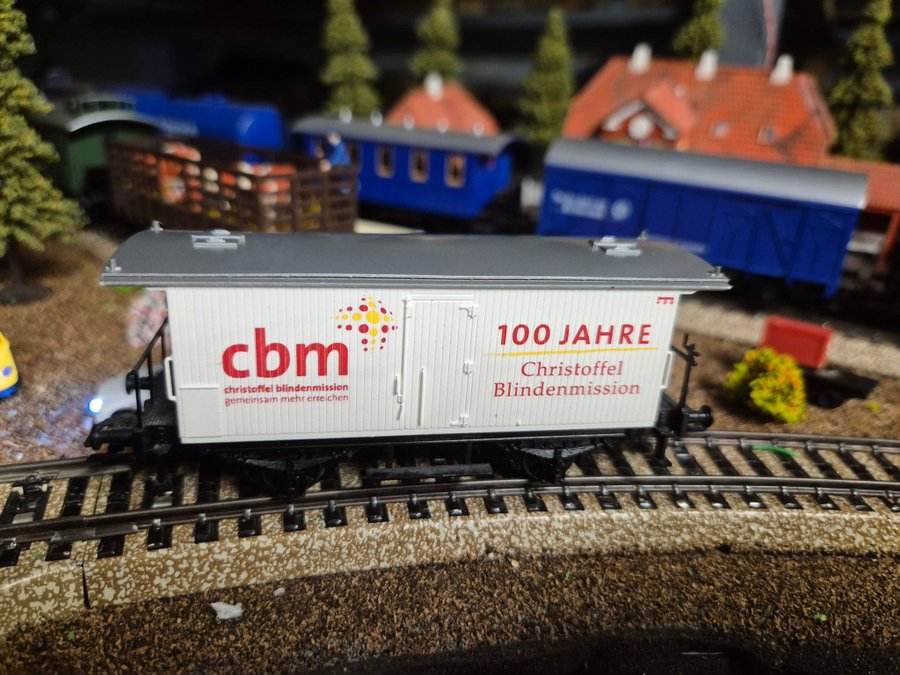 cbm
christoffel blindenmission
gemeinsam mehr erreichen
100 JAHRE
Christoffel
Blindenmission